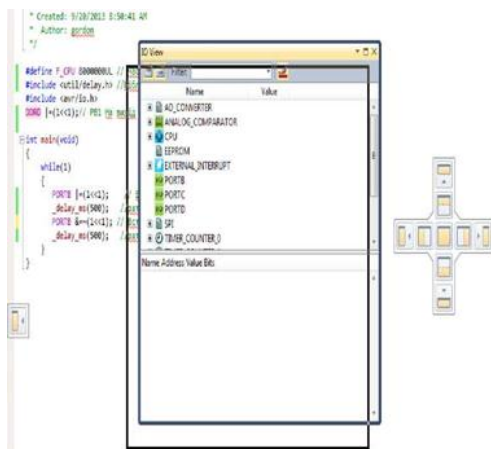 * Created: 9/20/2013 8:50:41 AM
* Author: gordon
*/
#define F_CPU 8000000UL //
#include <util/delay.h> //
#include <avr/io.h>
DDRD |=(1<<1);// PB1
int main(void)
{
while(1)
{
PORTB |=(1<<1); //
_delay_ms(500); //
PORTB &=~(1<<1); //
_delay_ms(500); //
}
}
IO View
Filter:
Name Value
AD_CONVERTER
ANALOG_COMPARATOR
CPU
EEPROM
EXTERNAL_INTERRUPT
PORTB
PORTC
PORTD
SPI
TIMER_COUNTER_0
Name Address Value Bits